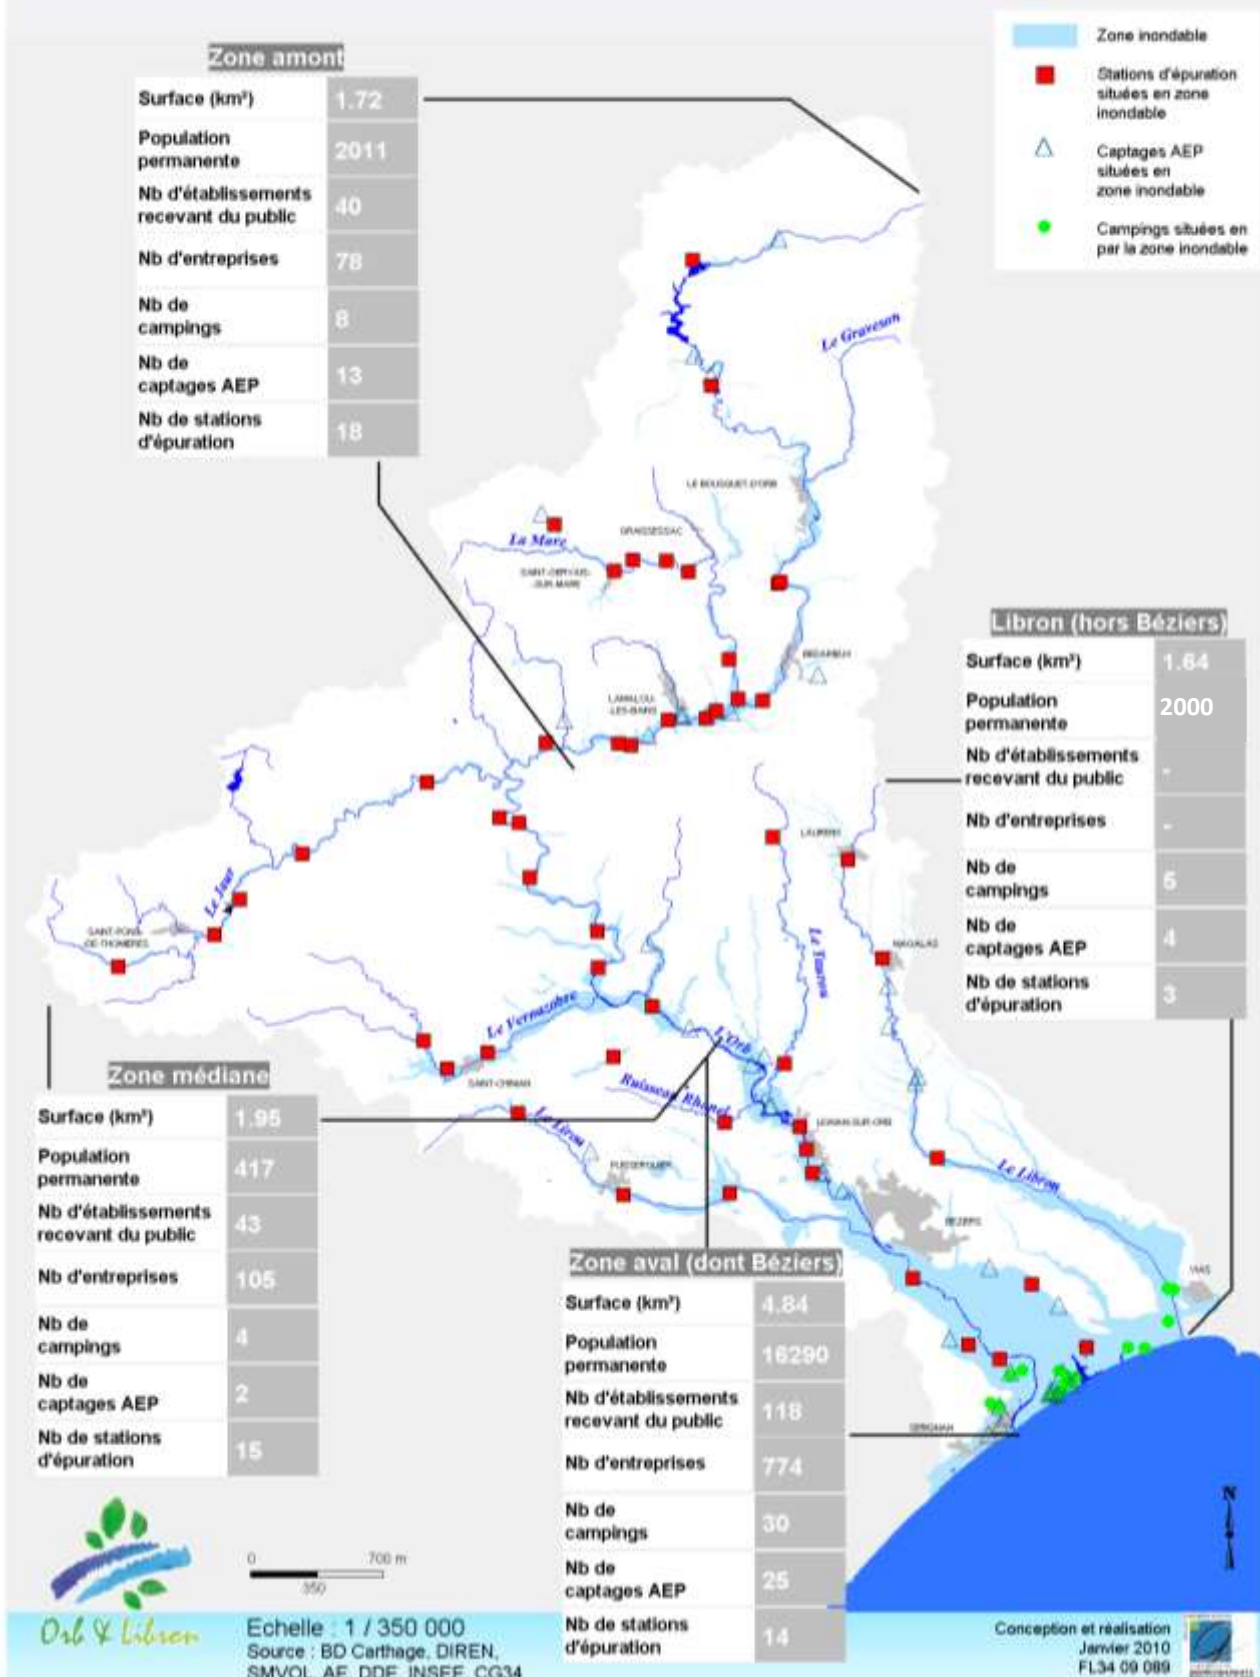 Zone inondable
Stations d'épuration
situées en zone
inondable
Captages AEP
situées en
zone inondable
Campings situées en
par la zone inondable
Zone amont
Surface (km²) 1.72
Population
permanente 2011
Nb d'établissements
recevant du public 40
Nb d'entreprises 78
Nb de
campings 8
Nb de
captages AEP 13
Nb de stations
d'épuration 18
Le Graveson
LE BOUSQUET-D'ORB
GRAISSESSAC
La Mare
SAINT-GERVAIS-
SUR-MARE
BEDARIEUX
LAMALOU-
LES-BAINS
Libron (hors Béziers)
Surface (km²) 1.64
Population
permanente 2000
Nb d'établissements
recevant du public -
Nb d'entreprises -
Nb de
campings 5
Nb de
captages AEP 4
Nb de stations
d'épuration 3
LAURENS
Le Jaur
SAINT-PONS-
DE-THOMIERES
MAGALAS
Le Taurou
Le Vernazobre
L'Orb
SAINT-CHINIAN
Ruisseau Rhonel
Le Lirou
LIGNAN-SUR-ORB
PUISSERGUIER
Le Libron
BEZIERS
VIAS
SERIGNAN
Zone médiane
Surface (km²) 1.95
Population
permanente 417
Nb d'établissements
recevant du public 43
Nb d'entreprises 105
Nb de
campings 4
Nb de
captages AEP 2
Nb de stations
d'épuration 15
Zone aval (dont Béziers)
Surface (km²) 4.84
Population
permanente 16290
Nb d'établissements
recevant du public 118
Nb d'entreprises 774
Nb de
campings 30
Nb de
captages AEP 25
Nb de stations
d'épuration 14
N
0 700 m
350
Orb & Libron
Echelle : 1 / 350 000
Source : BD Carthage, DIREN,
SMVOL, AE, DDE, INSEE, CG34
Conception et réalisation
Janvier 2010
FL34 09 089